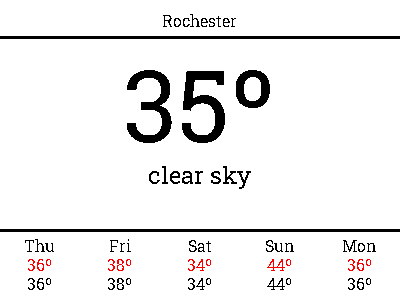 Rochester
35º
clear sky
Thu Fri Sat Sun Mon
36º 38º 34º 44º 36º
36º 38º 34º 44º 36º